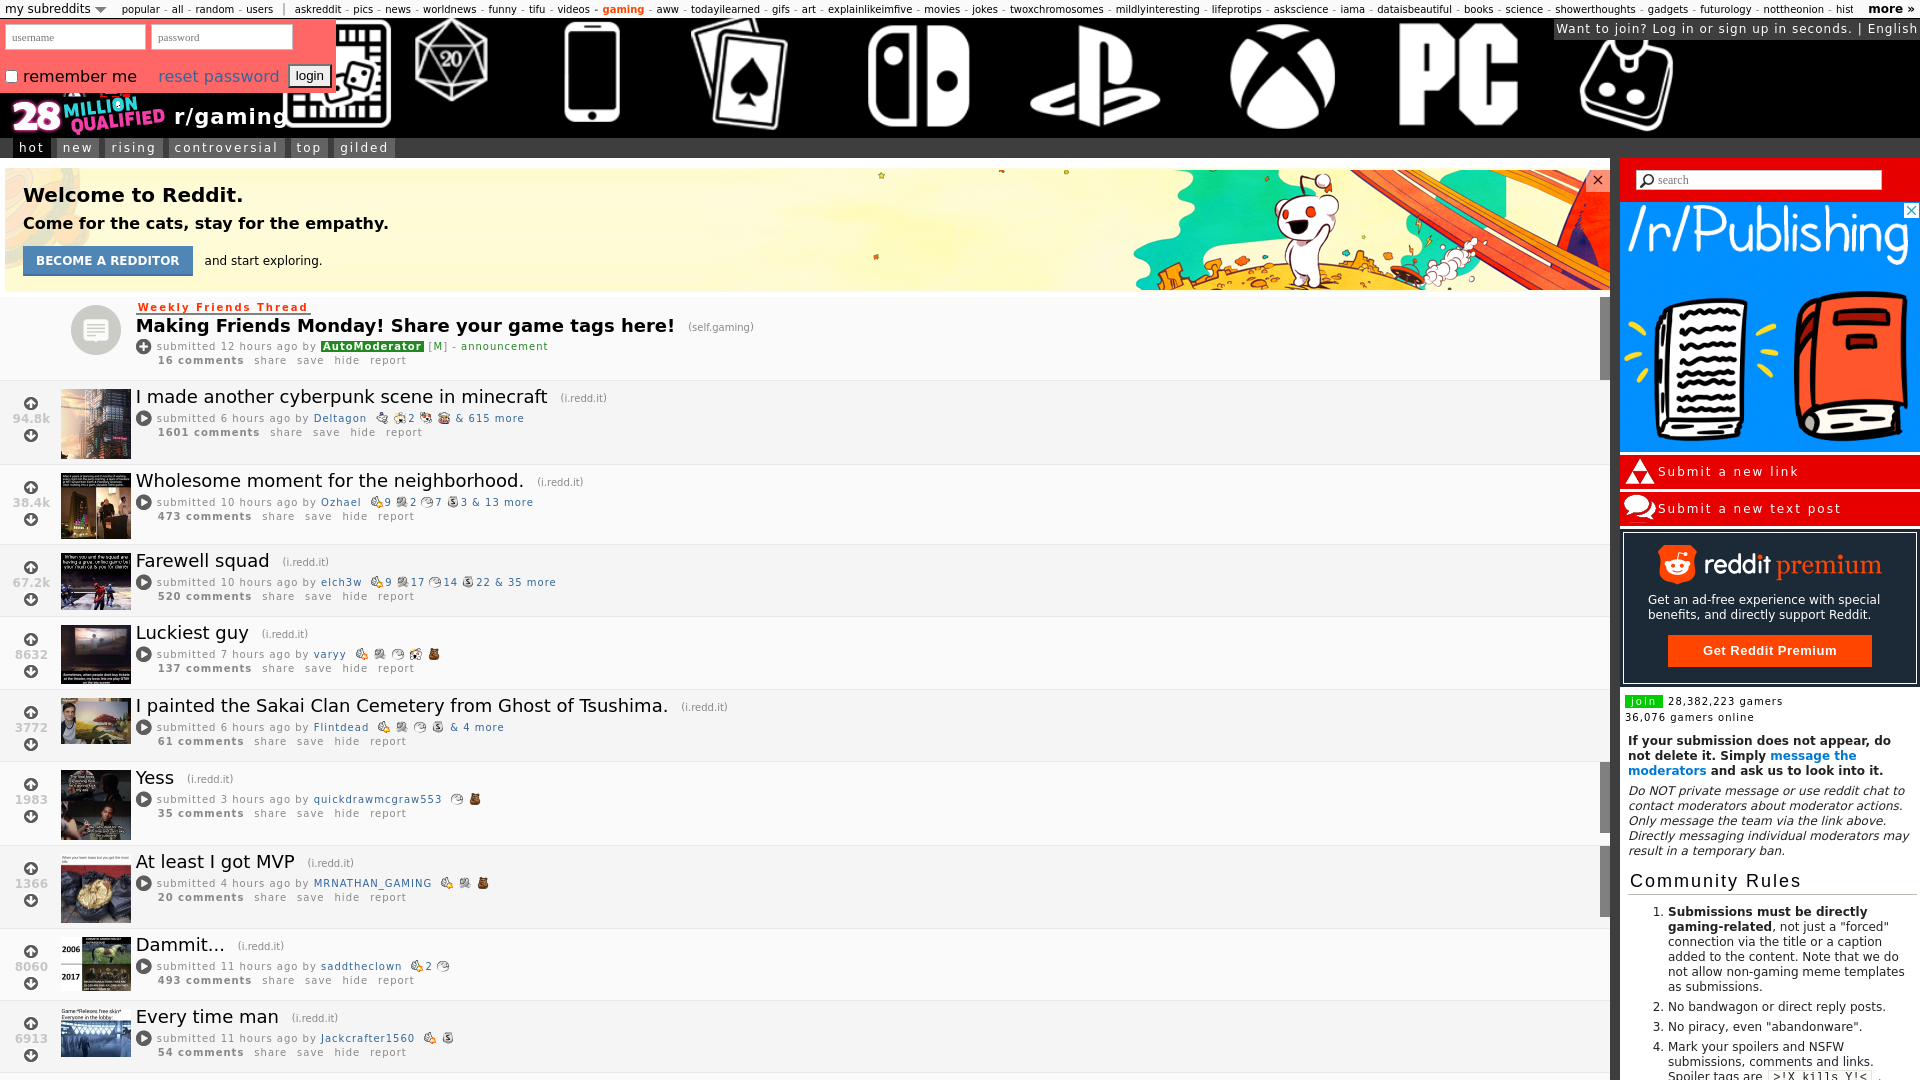 my subreddits
popular - all - random - users | askreddit - pics - news - worldnews - funny - tifu - videos - gaming - aww - todayilearned - gifs - art - explainlikeimfive - movies - jokes - twoxchromosomes - mildlyinteresting - lifeprotips - askscience - iama - dataisbeautiful - books - science - showerthoughts - gadgets - futurology - nottheonion - hist
more »
username
password
remember me
reset password
login
Want to join? Log in or sign up in seconds. | English
20
PC
28 MILLION QUALIFIED
r/gaming
hot
new
rising
controversial
top
gilded
Welcome to Reddit.
Come for the cats, stay for the empathy.
BECOME A REDDITOR
and start exploring.
Weekly Friends Thread
Making Friends Monday! Share your game tags here! (self.gaming)
submitted 12 hours ago by AutoModerator [M] - announcement
16 comments share save hide report
I made another cyberpunk scene in minecraft (i.redd.it)
94.8k
submitted 6 hours ago by Deltagon 2 & 615 more
1601 comments share save hide report
Wholesome moment for the neighborhood. (i.redd.it)
38.4k
submitted 10 hours ago by Ozhael 9 2 7 3 & 13 more
473 comments share save hide report
Farewell squad (i.redd.it)
67.2k
submitted 10 hours ago by elch3w 9 17 14 22 & 35 more
520 comments share save hide report
Luckiest guy (i.redd.it)
8632
submitted 7 hours ago by varyy
137 comments share save hide report
I painted the Sakai Clan Cemetery from Ghost of Tsushima. (i.redd.it)
3772
submitted 6 hours ago by Flintdead & 4 more
61 comments share save hide report
Yess (i.redd.it)
1983
submitted 3 hours ago by quickdrawmcgraw553
35 comments share save hide report
At least I got MVP (i.redd.it)
1366
submitted 4 hours ago by MRNATHAN_GAMING
20 comments share save hide report
Dammit... (i.redd.it)
2006
2017
8060
submitted 11 hours ago by saddtheclown 2
493 comments share save hide report
Every time man (i.redd.it)
Game:*Releases free skin*
Everyone in the lobby:
6913
submitted 11 hours ago by Jackcrafter1560
54 comments share save hide report
search
/r/Publishing
Submit a new link
Submit a new text post
reddit premium
Get an ad-free experience with special
benefits, and directly support Reddit.
Get Reddit Premium
join 28,382,223 gamers
36,076 gamers online
If your submission does not appear, do
not delete it. Simply message the
moderators and ask us to look into it.
Do NOT private message or use reddit chat to
contact moderators about moderator actions.
Only message the team via the link above.
Directly messaging individual moderators may
result in a temporary ban.
Community Rules
1. Submissions must be directly
gaming-related, not just a "forced"
connection via the title or a caption
added to the content. Note that we do
not allow non-gaming meme templates
as submissions.
2. No bandwagon or direct reply posts.
3. No piracy, even "abandonware".
4. Mark your spoilers and NSFW
submissions, comments and links.
Spoiler tags are >!X kills Y!< .